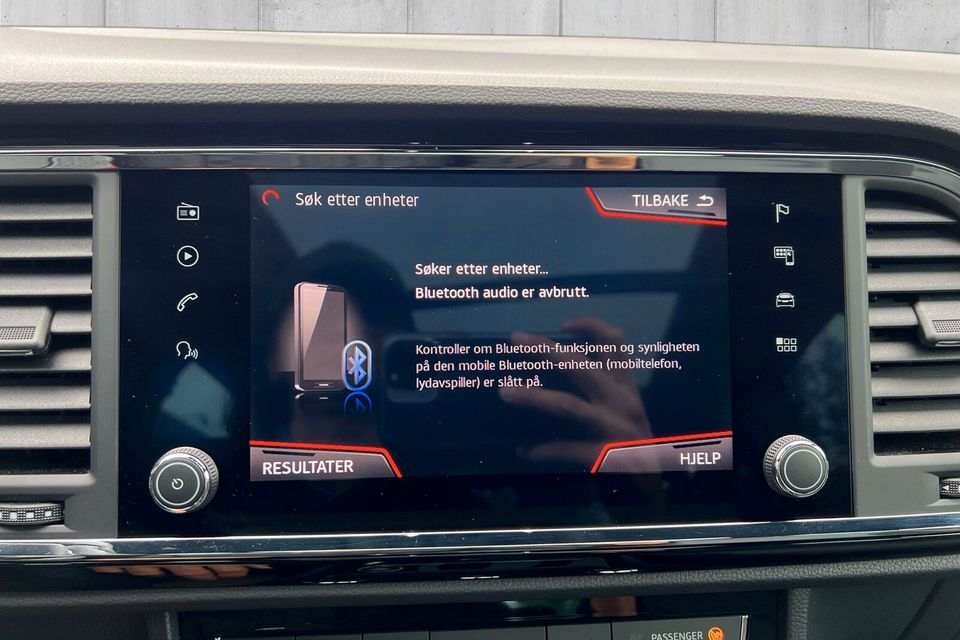 Søk etter enheter
TILBAKE
Søker etter enheter...
Bluetooth audio er avbrutt.
Kontroller om Bluetooth-funksjonen og synligheten
på den mobile Bluetooth-enheten (mobiltelefon,
lydavspiller) er slått på.
RESULTATER
HJELP
PASSENGER